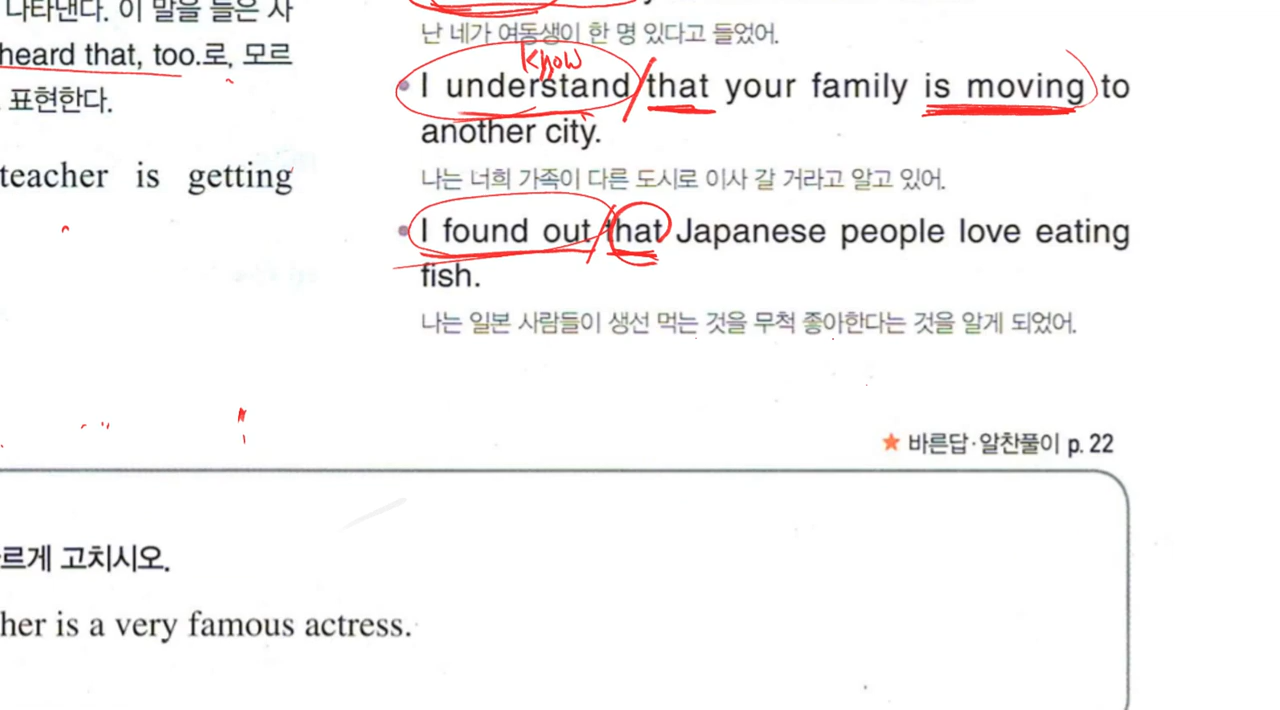 나타낸다. 이 말을 들은 사
heard that, too.로, 모르
표현한다.
teacher is getting
난 네가 여동생이 한 명 있다고 들었어.
know
• I understand that your family is moving to
another city.
나는 너희 가족이 다른 도시로 이사 갈 거라고 알고 있어.
• I found out that Japanese people love eating
fish.
나는 일본 사람들이 생선 먹는 것을 무척 좋아한다는 것을 알게 되었어.
★ 바른답·알찬풀이 p. 22
르게 고치시오.
her is a very famous actress.